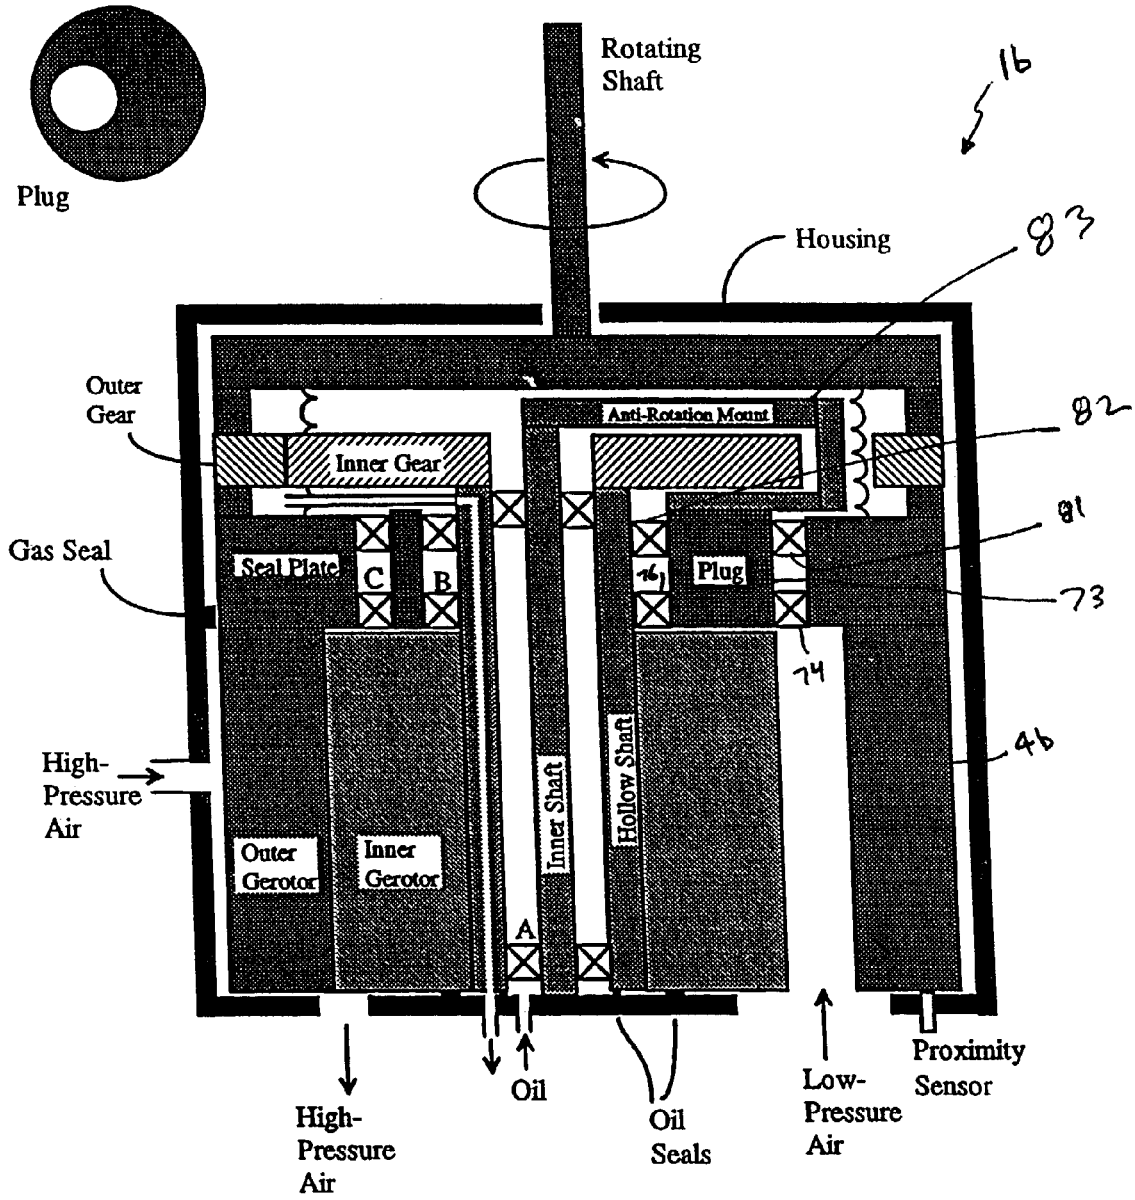 Rotating
Shaft
1b
Plug
Housing
83
Outer
Gear
Anti-Rotation Mount
82
Inner Gear
81
Gas Seal
Seal Plate
C
B
76
Plug
73
74
Hollow Shaft
Inner Shaft
4b
High-
Pressure
Air
Outer
Gerotor
Inner
Gerotor
A
Oil
Proximity
Sensor
Low-
Pressure
Air
High-
Pressure
Air
Oil
Seals